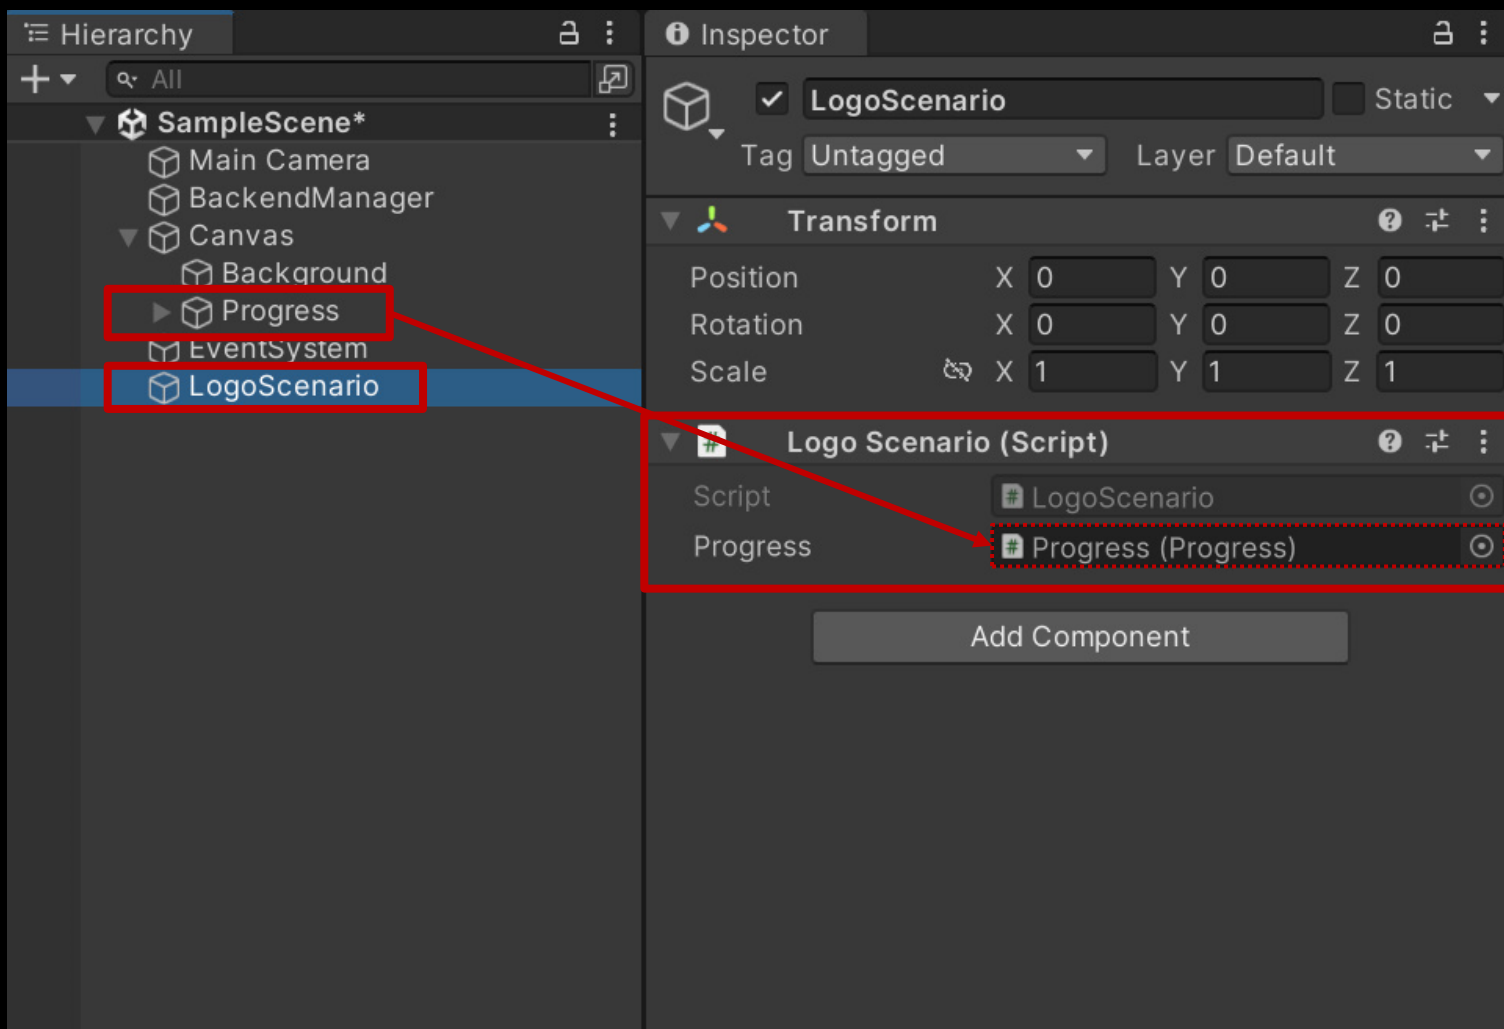 Hierarchy
All
SampleScene*
Main Camera
BackendManager
Canvas
Background
Progress
EventSystem
LogoScenario
Inspector
LogoScenario
Static
Tag Untagged Layer Default
Transform
Position X 0 Y 0 Z 0
Rotation X 0 Y 0 Z 0
Scale X 1 Y 1 Z 1
# Logo Scenario (Script)
Script # LogoScenario
Progress # Progress (Progress)
Add Component